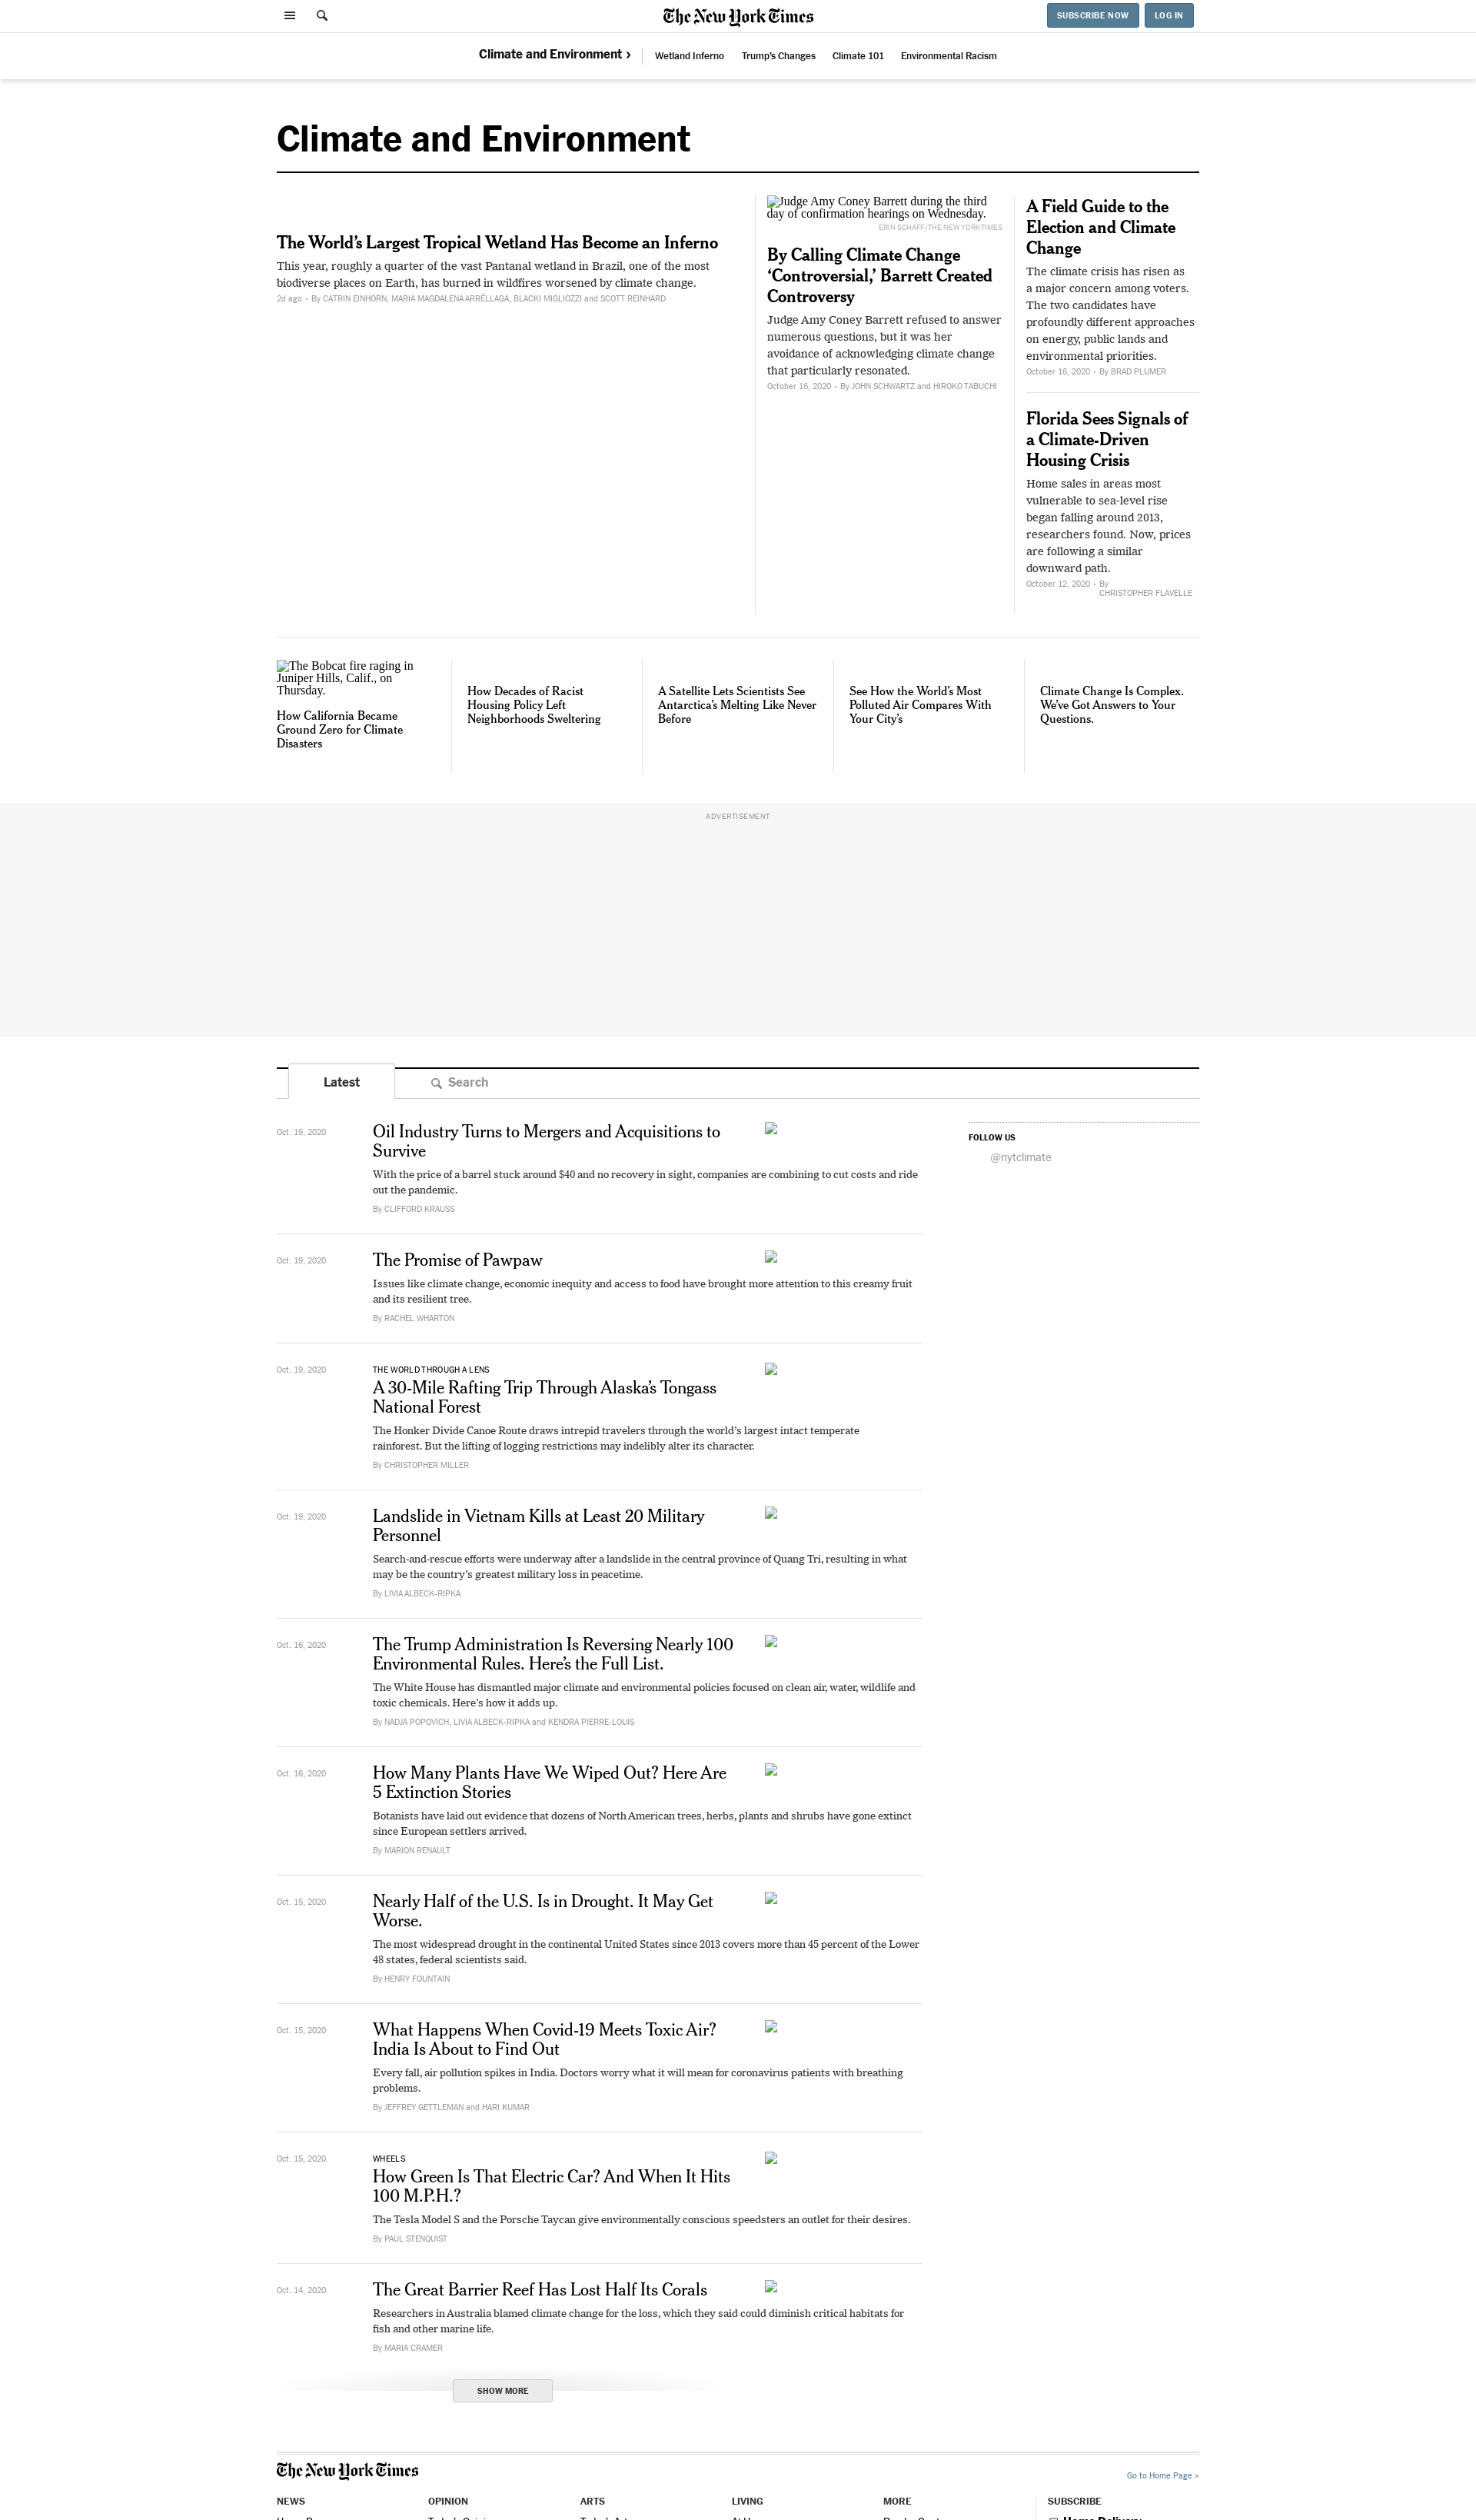 The New York Times
SUBSCRIBE NOW
LOG IN
Climate and Environment ›
Wetland Inferno
Trump's Changes
Climate 101
Environmental Racism
Climate and Environment
The World’s Largest Tropical Wetland Has Become an Inferno
This year, roughly a quarter of the vast Pantanal wetland in Brazil, one of the most
biodiverse places on Earth, has burned in wildfires worsened by climate change.
2d ago • By CATRIN EINHORN, MARIA MAGDALENA ARRÉLLAGA, BLACKI MIGLIOZZI and SCOTT REINHARD
Judge Amy Coney Barrett during the third
day of confirmation hearings on Wednesday.
ERIN SCHAFF/THE NEW YORK TIMES
By Calling Climate Change
‘Controversial,’ Barrett Created
Controversy
Judge Amy Coney Barrett refused to answer
numerous questions, but it was her
avoidance of acknowledging climate change
that particularly resonated.
October 16, 2020 • By JOHN SCHWARTZ and HIROKO TABUCHI
A Field Guide to the
Election and Climate
Change
The climate crisis has risen as
a major concern among voters.
The two candidates have
profoundly different approaches
on energy, public lands and
environmental priorities.
October 16, 2020 • By BRAD PLUMER
Florida Sees Signals of
a Climate-Driven
Housing Crisis
Home sales in areas most
vulnerable to sea-level rise
began falling around 2013,
researchers found. Now, prices
are following a similar
downward path.
October 12, 2020 • By
CHRISTOPHER FLAVELLE
The Bobcat fire raging in
Juniper Hills, Calif., on
Thursday.
How California Became
Ground Zero for Climate
Disasters
How Decades of Racist
Housing Policy Left
Neighborhoods Sweltering
A Satellite Lets Scientists See
Antarctica’s Melting Like Never
Before
See How the World’s Most
Polluted Air Compares With
Your City’s
Climate Change Is Complex.
We’ve Got Answers to Your
Questions.
ADVERTISEMENT
Latest
Search
Oct. 19, 2020
Oil Industry Turns to Mergers and Acquisitions to
Survive
With the price of a barrel stuck around $40 and no recovery in sight, companies are combining to cut costs and ride
out the pandemic.
By CLIFFORD KRAUSS
FOLLOW US
@nytclimate
Oct. 19, 2020
The Promise of Pawpaw
Issues like climate change, economic inequity and access to food have brought more attention to this creamy fruit
and its resilient tree.
By RACHEL WHARTON
Oct. 19, 2020
THE WORLD THROUGH A LENS
A 30-Mile Rafting Trip Through Alaska’s Tongass
National Forest
The Honker Divide Canoe Route draws intrepid travelers through the world’s largest intact temperate
rainforest. But the lifting of logging restrictions may indelibly alter its character.
By CHRISTOPHER MILLER
Oct. 19, 2020
Landslide in Vietnam Kills at Least 20 Military
Personnel
Search-and-rescue efforts were underway after a landslide in the central province of Quang Tri, resulting in what
may be the country’s greatest military loss in peacetime.
By LIVIA ALBECK-RIPKA
Oct. 16, 2020
The Trump Administration Is Reversing Nearly 100
Environmental Rules. Here’s the Full List.
The White House has dismantled major climate and environmental policies focused on clean air, water, wildlife and
toxic chemicals. Here’s how it adds up.
By NADJA POPOVICH, LIVIA ALBECK-RIPKA and KENDRA PIERRE-LOUIS
Oct. 16, 2020
How Many Plants Have We Wiped Out? Here Are
5 Extinction Stories
Botanists have laid out evidence that dozens of North American trees, herbs, plants and shrubs have gone extinct
since European settlers arrived.
By MARION RENAULT
Oct. 15, 2020
Nearly Half of the U.S. Is in Drought. It May Get
Worse.
The most widespread drought in the continental United States since 2013 covers more than 45 percent of the Lower
48 states, federal scientists said.
By HENRY FOUNTAIN
Oct. 15, 2020
What Happens When Covid-19 Meets Toxic Air?
India Is About to Find Out
Every fall, air pollution spikes in India. Doctors worry what it will mean for coronavirus patients with breathing
problems.
By JEFFREY GETTLEMAN and HARI KUMAR
Oct. 15, 2020
WHEELS
How Green Is That Electric Car? And When It Hits
100 M.P.H.?
The Tesla Model S and the Porsche Taycan give environmentally conscious speedsters an outlet for their desires.
By PAUL STENQUIST
Oct. 14, 2020
The Great Barrier Reef Has Lost Half Its Corals
Researchers in Australia blamed climate change for the loss, which they said could diminish critical habitats for
fish and other marine life.
By MARIA CRAMER
SHOW MORE
The New York Times
Go to Home Page »
NEWS
OPINION
ARTS
LIVING
MORE
SUBSCRIBE